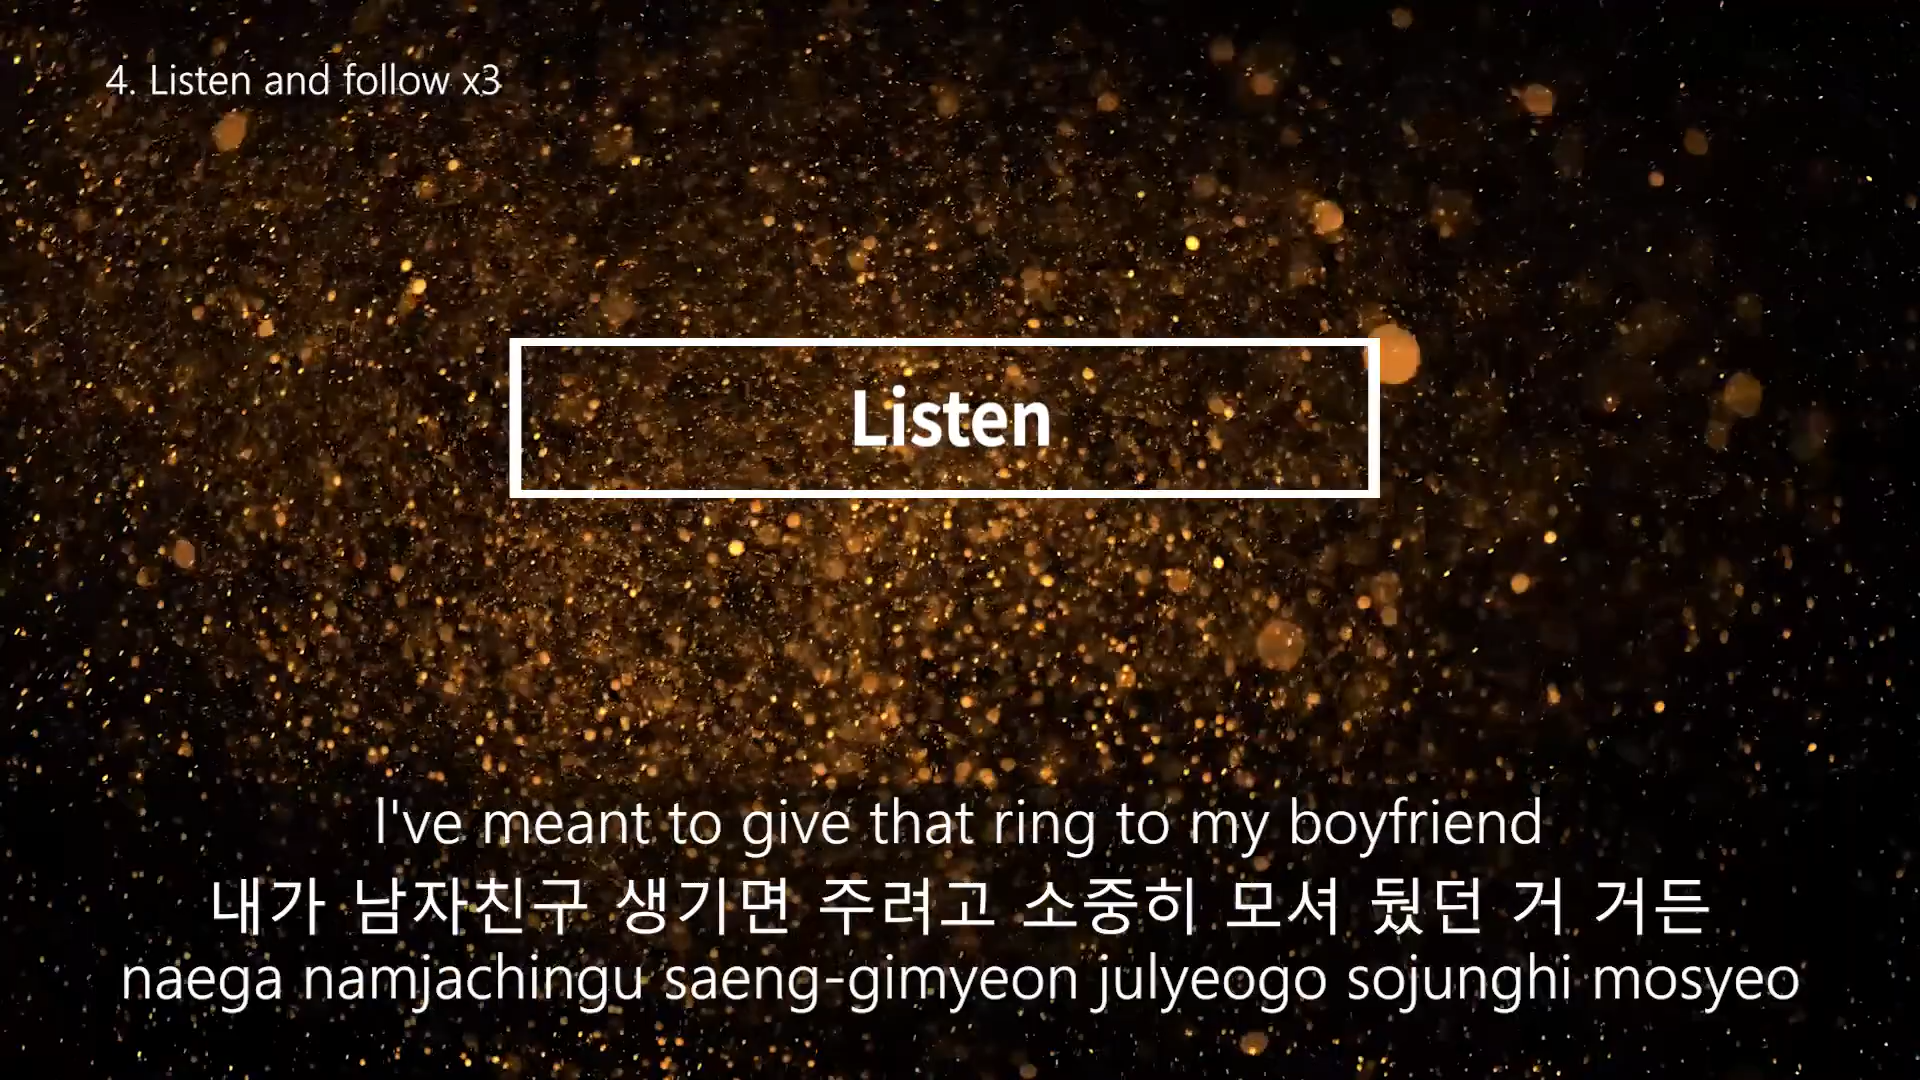 4. Listen and follow x3
Listen
I've meant to give that ring to my boyfriend
내가 남자친구 생기면 주려고 소중히 모셔 뒀던 거 거든
naega namjachingu saeng-gimyeon julyeogo sojunghi mosyeo